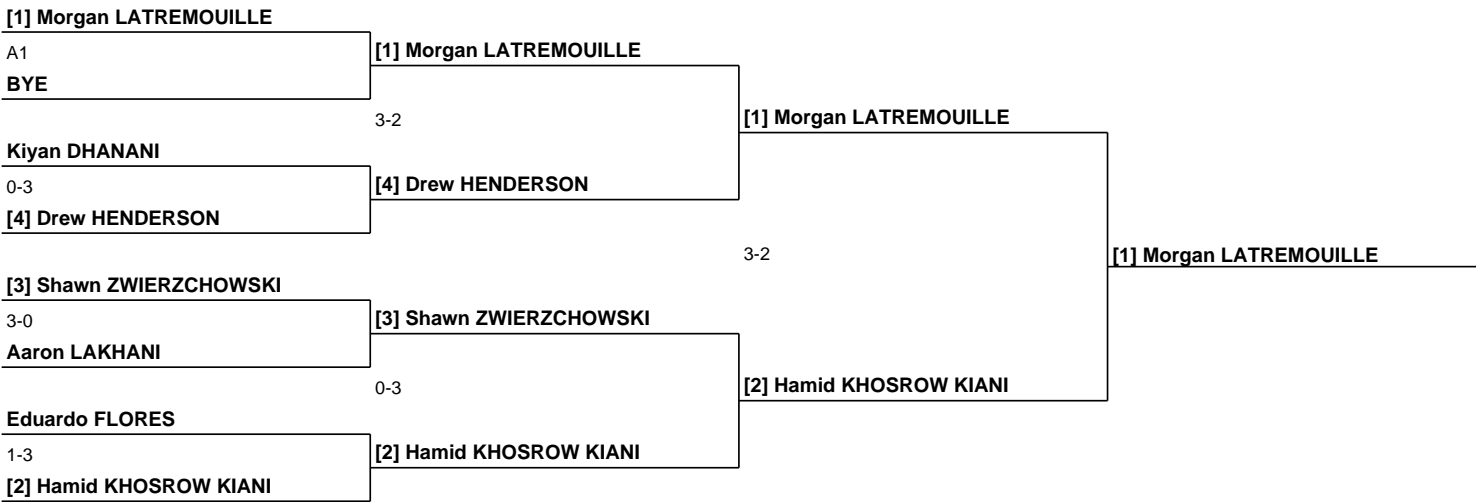 [1] Morgan LATREMOUILLE
A1
BYE
Kiyan DHANANI
0-3
[4] Drew HENDERSON
[3] Shawn ZWIERZCHOWSKI
3-0
Aaron LAKHANI
Eduardo FLORES
1-3
[2] Hamid KHOSROW KIANI
[1] Morgan LATREMOUILLE
3-2
[4] Drew HENDERSON
[3] Shawn ZWIERZCHOWSKI
0-3
[2] Hamid KHOSROW KIANI
[1] Morgan LATREMOUILLE
3-2
[2] Hamid KHOSROW KIANI
[1] Morgan LATREMOUILLE